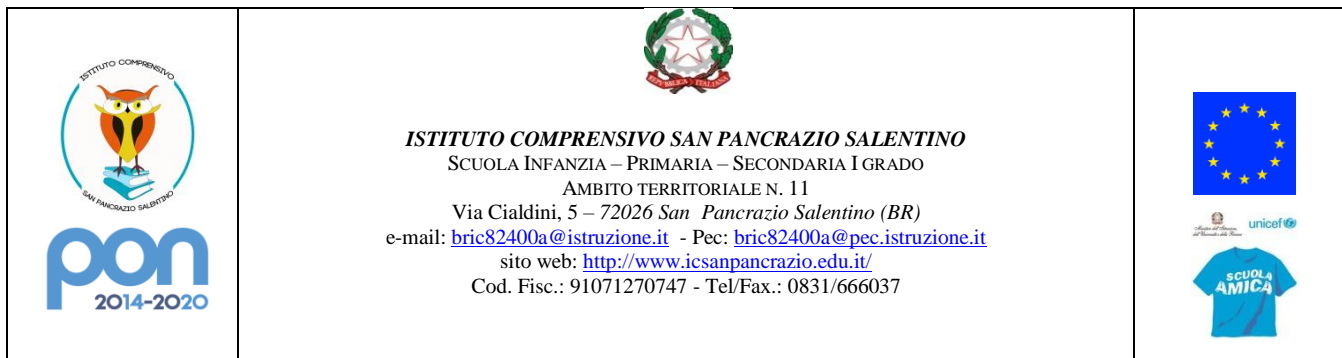 ISTITUTO COMPRENSIVO
SAN PANCRAZIO SALENTINO
pon
2014-2020
REPVBBLICA ITALIANA
ISTITUTO COMPRENSIVO SAN PANCRAZIO SALENTINO
SCUOLA INFANZIA – PRIMARIA – SECONDARIA I GRADO
AMBITO TERRITORIALE N. 11
Via Cialdini, 5 – 72026 San Pancrazio Salentino (BR)
e-mail: bric82400a@istruzione.it - Pec: bric82400a@pec.istruzione.it
sito web: http://www.icsanpancrazio.edu.it/
Cod. Fisc.: 91071270747 - Tel/Fax.: 0831/666037
unicef
SCUOLA
AMICA